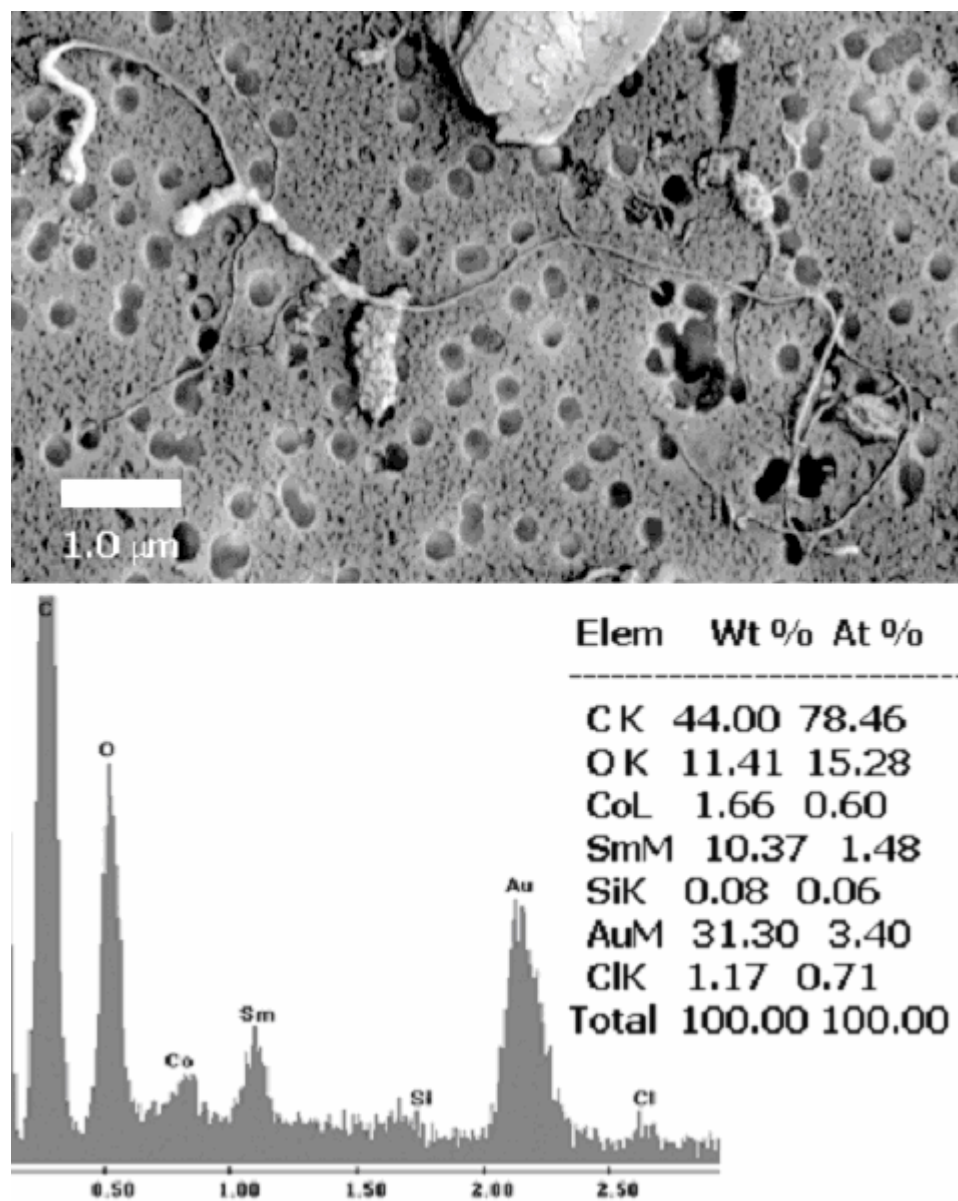 1.0 μm
C
O
Co
Sm
Si
Au
Cl
0.50 1.00 1.50 2.00 2.50
Elem Wt % At %
C K 44.00 78.46
O K 11.41 15.28
CoL 1.66 0.60
SmM 10.37 1.48
SiK 0.08 0.06
AuM 31.30 3.40
ClK 1.17 0.71
Total 100.00 100.00